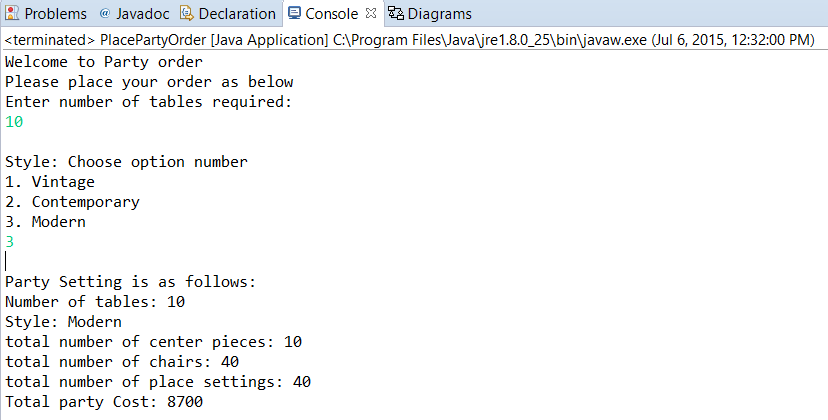 Problems @ Javadoc Declaration Console Diagrams
<terminated> PlacePartyOrder [Java Application] C:\Program Files\Java\jre1.8.0_25\bin\javaw.exe (Jul 6, 2015, 12:32:00 PM)
Welcome to Party order
Please place your order as below
Enter number of tables required:
10
Style: Choose option number
1. Vintage
2. Contemporary
3. Modern
3
Party Setting is as follows:
Number of tables: 10
Style: Modern
total number of center pieces: 10
total number of chairs: 40
total number of place settings: 40
Total party Cost: 8700